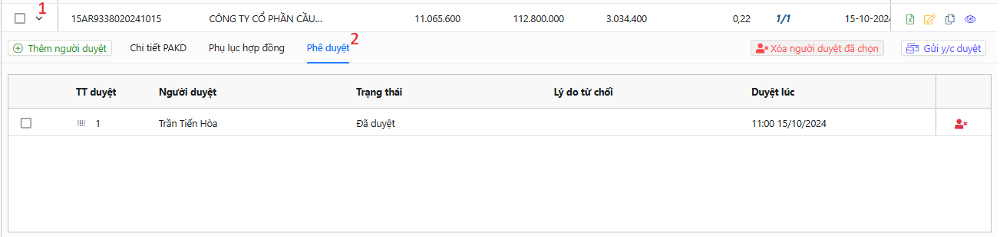 1
15AR9338020241015 CÔNG TY CỔ PHẦN CẦU... 11.065.600 112.800.000 3.034.400 0,22 1/1 15-10-2024
2
Thêm người duyệt Chi tiết PAKD Phụ lục hợp đồng Phê duyệt Xóa người duyệt đã chọn Gửi y/c duyệt
TT duyệt Người duyệt Trạng thái Lý do từ chối Duyệt lúc
1 Trần Tiến Hòa Đã duyệt 11:00 15/10/2024